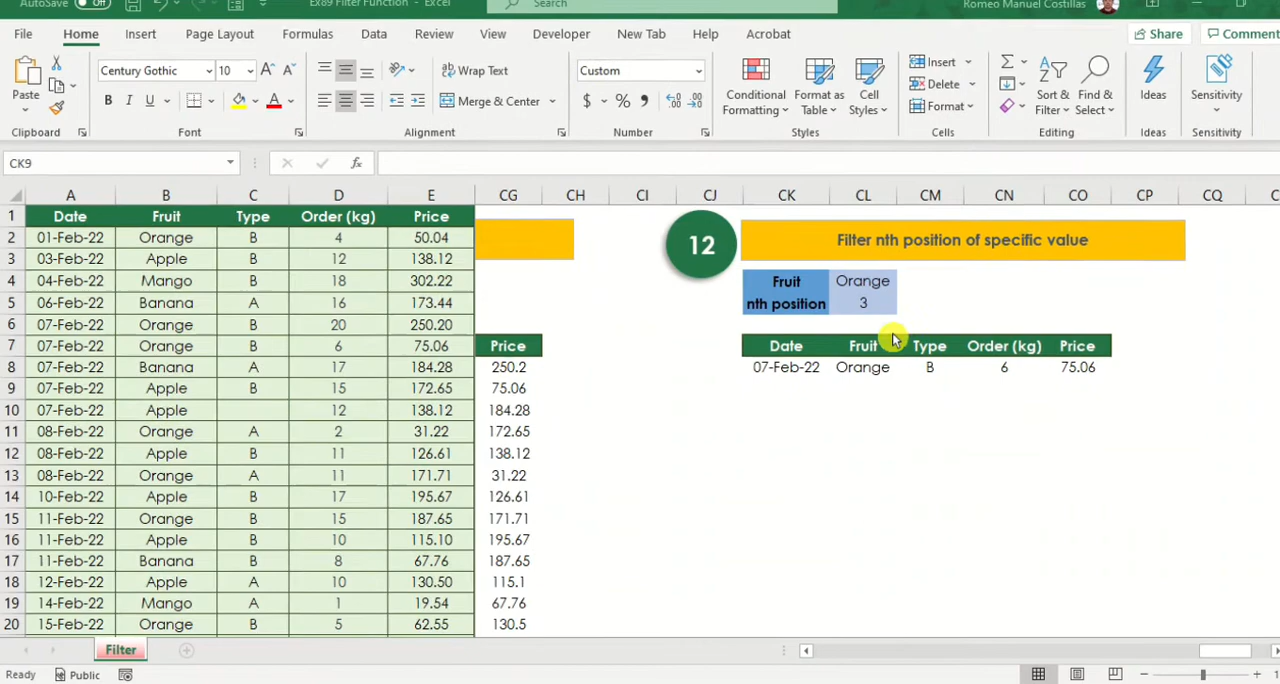 AutoSave Off Ex89 Filter Function - Excel Search Romeo Manuel Costillas
File Home Insert Page Layout Formulas Data Review View Developer New Tab Help Acrobat Share Comment
Paste Century Gothic 10 A A Wrap Text Custom Conditional Formatting Format as Table Cell Styles Insert Sort & Filter Find & Select Ideas Sensitivity
B I U A Merge & Center $ % Delete
Format
Clipboard Font Alignment Number Styles Cells Editing Ideas Sensitivity
CK9 fx
A B C D E CG CH CI CJ CK CL CM CN CO CP CQ
1 Date Fruit Type Order (kg) Price
2 01-Feb-22 Orange B 4 50.04 12 Filter nth position of specific value
3 03-Feb-22 Apple B 12 138.12
4 04-Feb-22 Mango B 18 302.22 Fruit Orange
5 06-Feb-22 Banana A 16 173.44 nth position 3
6 07-Feb-22 Orange B 20 250.20
7 07-Feb-22 Orange B 6 75.06 Price Date Fruit Type Order (kg) Price
8 07-Feb-22 Banana A 17 184.28 250.2 07-Feb-22 Orange B 6 75.06
9 07-Feb-22 Apple B 15 172.65 75.06
10 07-Feb-22 Apple 12 138.12 184.28
11 08-Feb-22 Orange A 2 31.22 172.65
12 08-Feb-22 Apple B 11 126.61 138.12
13 08-Feb-22 Orange A 11 171.71 31.22
14 10-Feb-22 Apple B 17 195.67 126.61
15 11-Feb-22 Orange B 15 187.65 171.71
16 11-Feb-22 Apple B 10 115.10 195.67
17 11-Feb-22 Banana B 8 67.76 187.65
18 12-Feb-22 Apple A 10 130.50 115.1
19 14-Feb-22 Mango A 1 19.54 67.76
20 15-Feb-22 Orange B 5 62.55 130.5
Filter
Ready Public